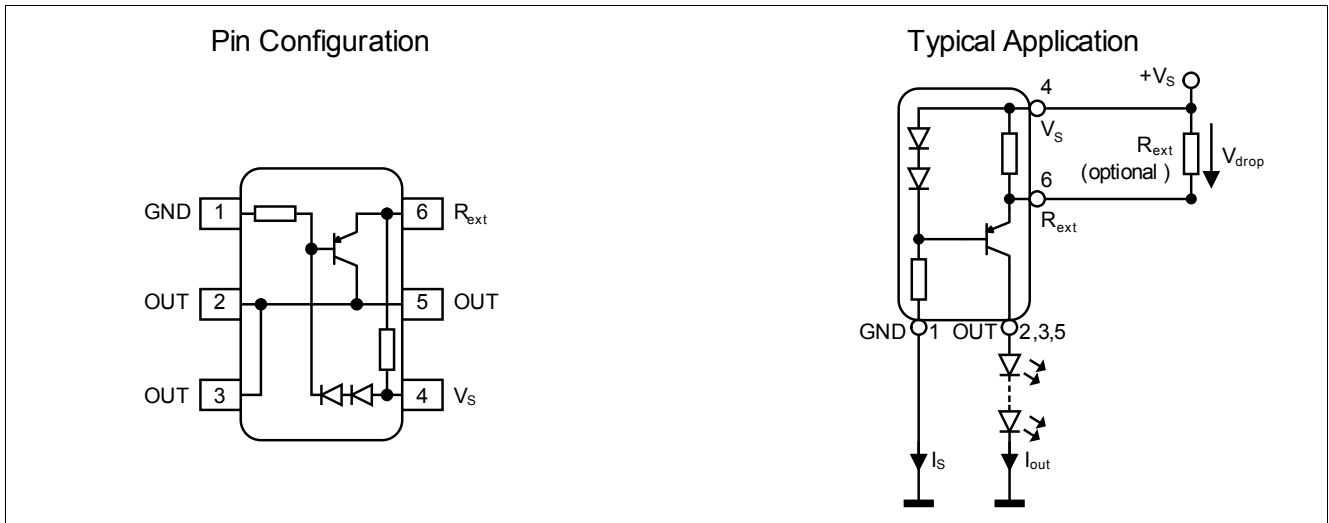 Pin Configuration
GND 1
6 Rext
OUT 2
5 OUT
OUT 3
4 VS
Typical Application
+VS
4
VS
Rext
(optional )
Vdrop
6
Rext
GND 1
OUT 2,3,5
IS
Iout